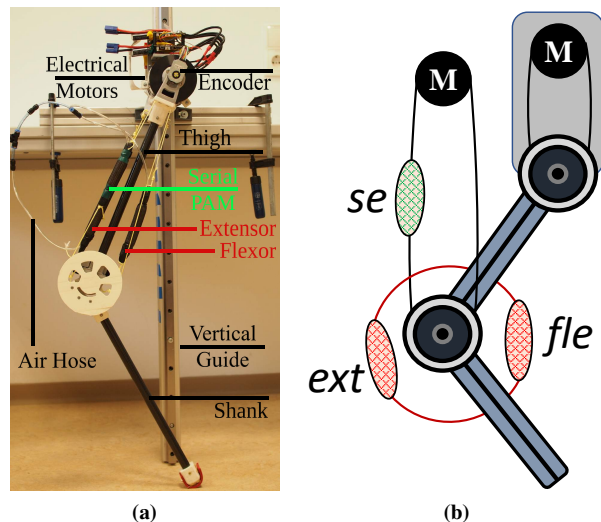 Electrical
Motors
Encoder
Thigh
Serial
PAM
Extensor
Flexor
Air Hose
Vertical
Guide
Shank
(a)
M
M
se
ext
fle
(b)